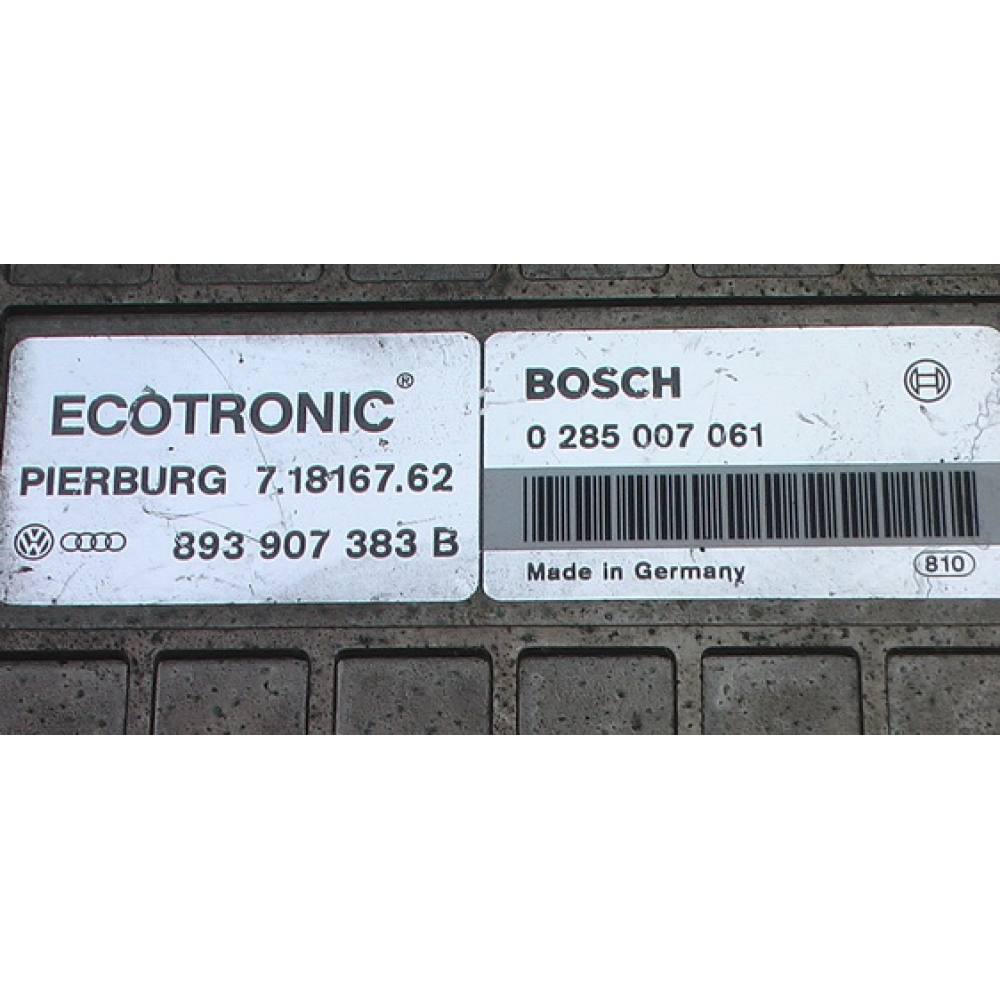 ECOTRONIC®
PIERBURG 7.18167.62
893 907 383 B
BOSCH
0 285 007 061
Made in Germany
810